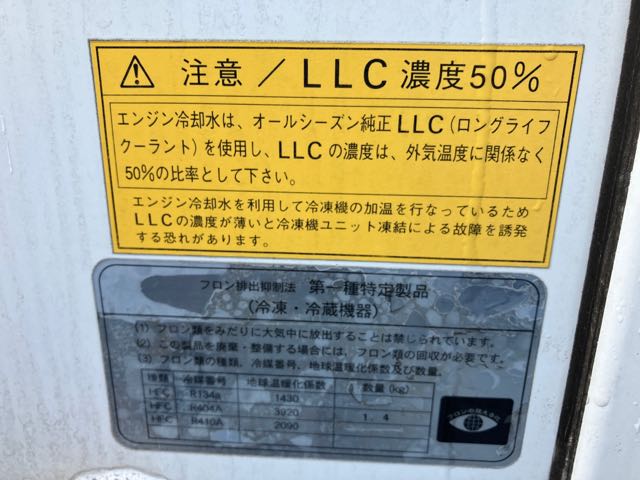 注意／LLC濃度50%
エンジン冷却水は、オールシーズン純正LLC(ロングライフ
クーラント)を使用し、LLCの濃度は、外気温度に関係なく
50%の比率として下さい。
エンジン冷却水を利用して冷凍機の加温を行なっているため
LLCの濃度が薄いと冷凍機ユニット凍結による故障を誘発
する恐れがあります。
フロン排出抑制法 第一種特定製品
(冷凍・冷蔵機器)
(1) フロン類をみだりに大気中に放出することは禁じられています。
(2) この製品を廃棄・整備する場合には、フロン類の回収が必要です。
(3) フロン類の種類、冷媒番号、地球温暖化係数及び数量。
種類 冷媒番号 地球温暖化係数 数量(kg)
HFC R134a 1430
HFC R404A 3920 1.4
HFC R410A 2090